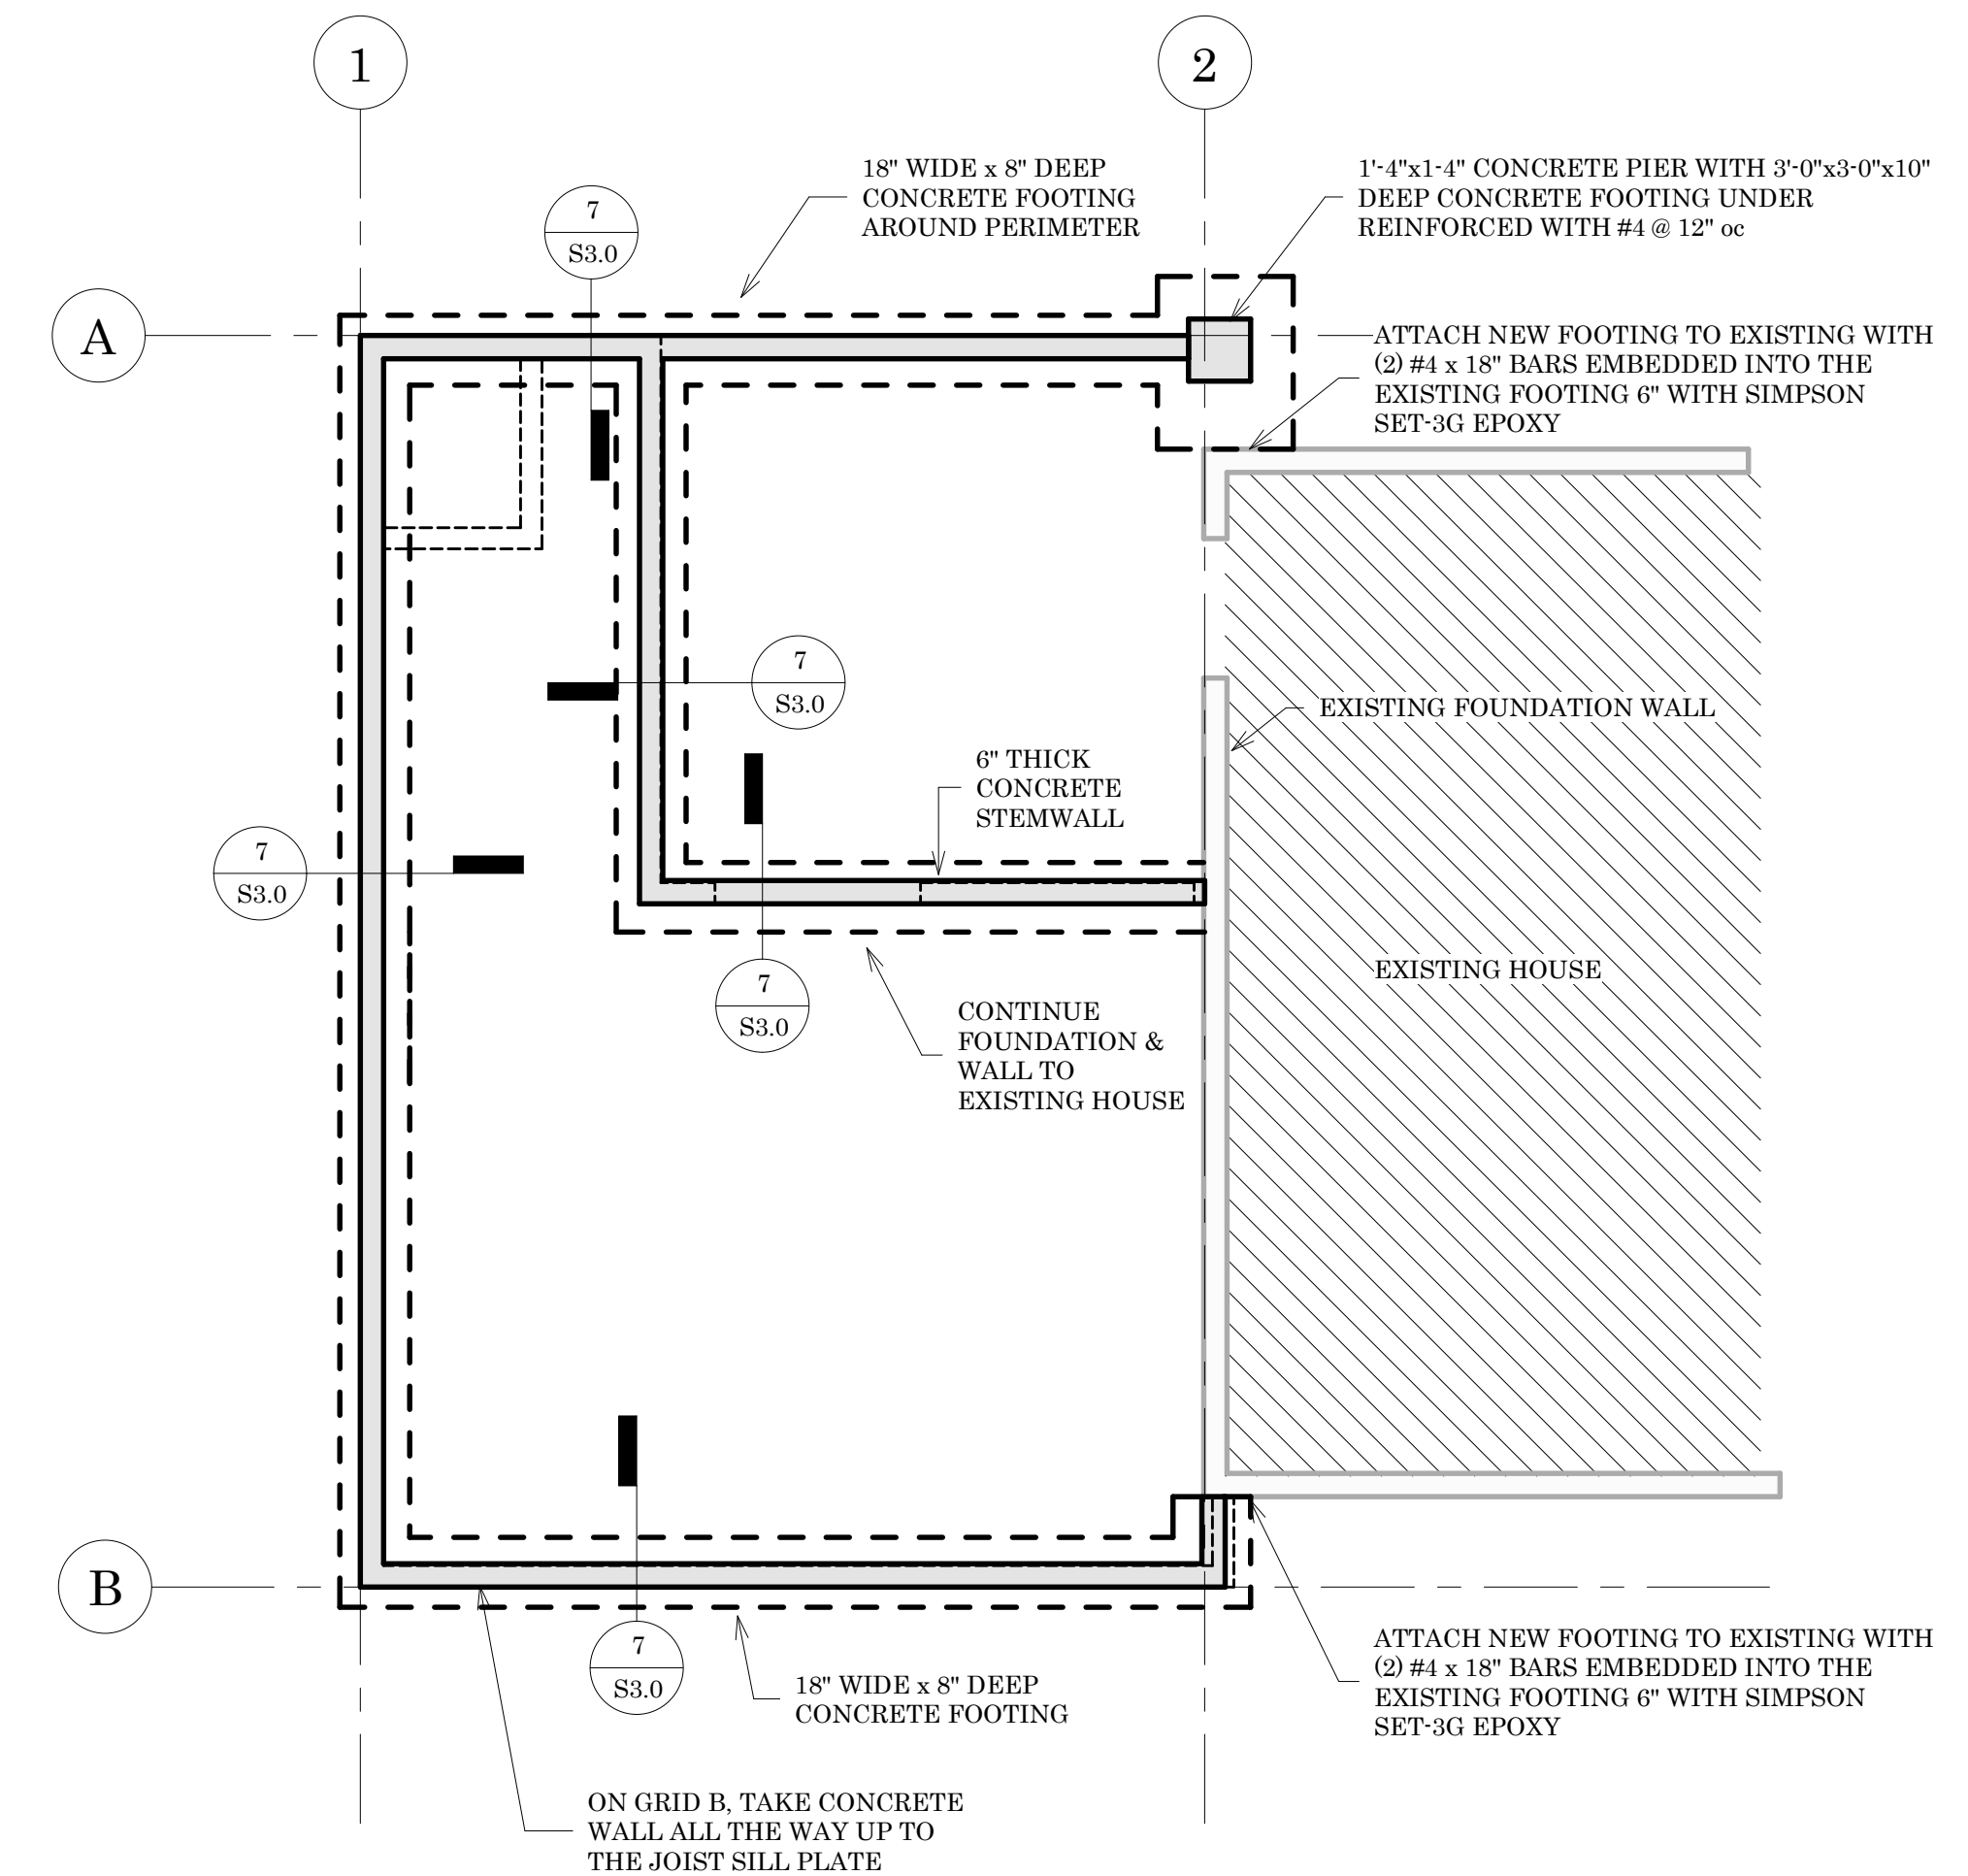 1
2
18" WIDE x 8" DEEP
CONCRETE FOOTING
AROUND PERIMETER
1'-4"x1-4" CONCRETE PIER WITH 3'-0"x3-0"x10"
DEEP CONCRETE FOOTING UNDER
REINFORCED WITH #4 @ 12" oc
7
S3.0
A
ATTACH NEW FOOTING TO EXISTING WITH
(2) #4 x 18" BARS EMBEDDED INTO THE
EXISTING FOOTING 6" WITH SIMPSON
SET-3G EPOXY
7
S3.0
EXISTING FOUNDATION WALL
6" THICK
CONCRETE
STEMWALL
7
S3.0
EXISTING HOUSE
7
S3.0
CONTINUE
FOUNDATION &
WALL TO
EXISTING HOUSE
B
7
S3.0
18" WIDE x 8" DEEP
CONCRETE FOOTING
ATTACH NEW FOOTING TO EXISTING WITH
(2) #4 x 18" BARS EMBEDDED INTO THE
EXISTING FOOTING 6" WITH SIMPSON
SET-3G EPOXY
ON GRID B, TAKE CONCRETE
WALL ALL THE WAY UP TO
THE JOIST SILL PLATE